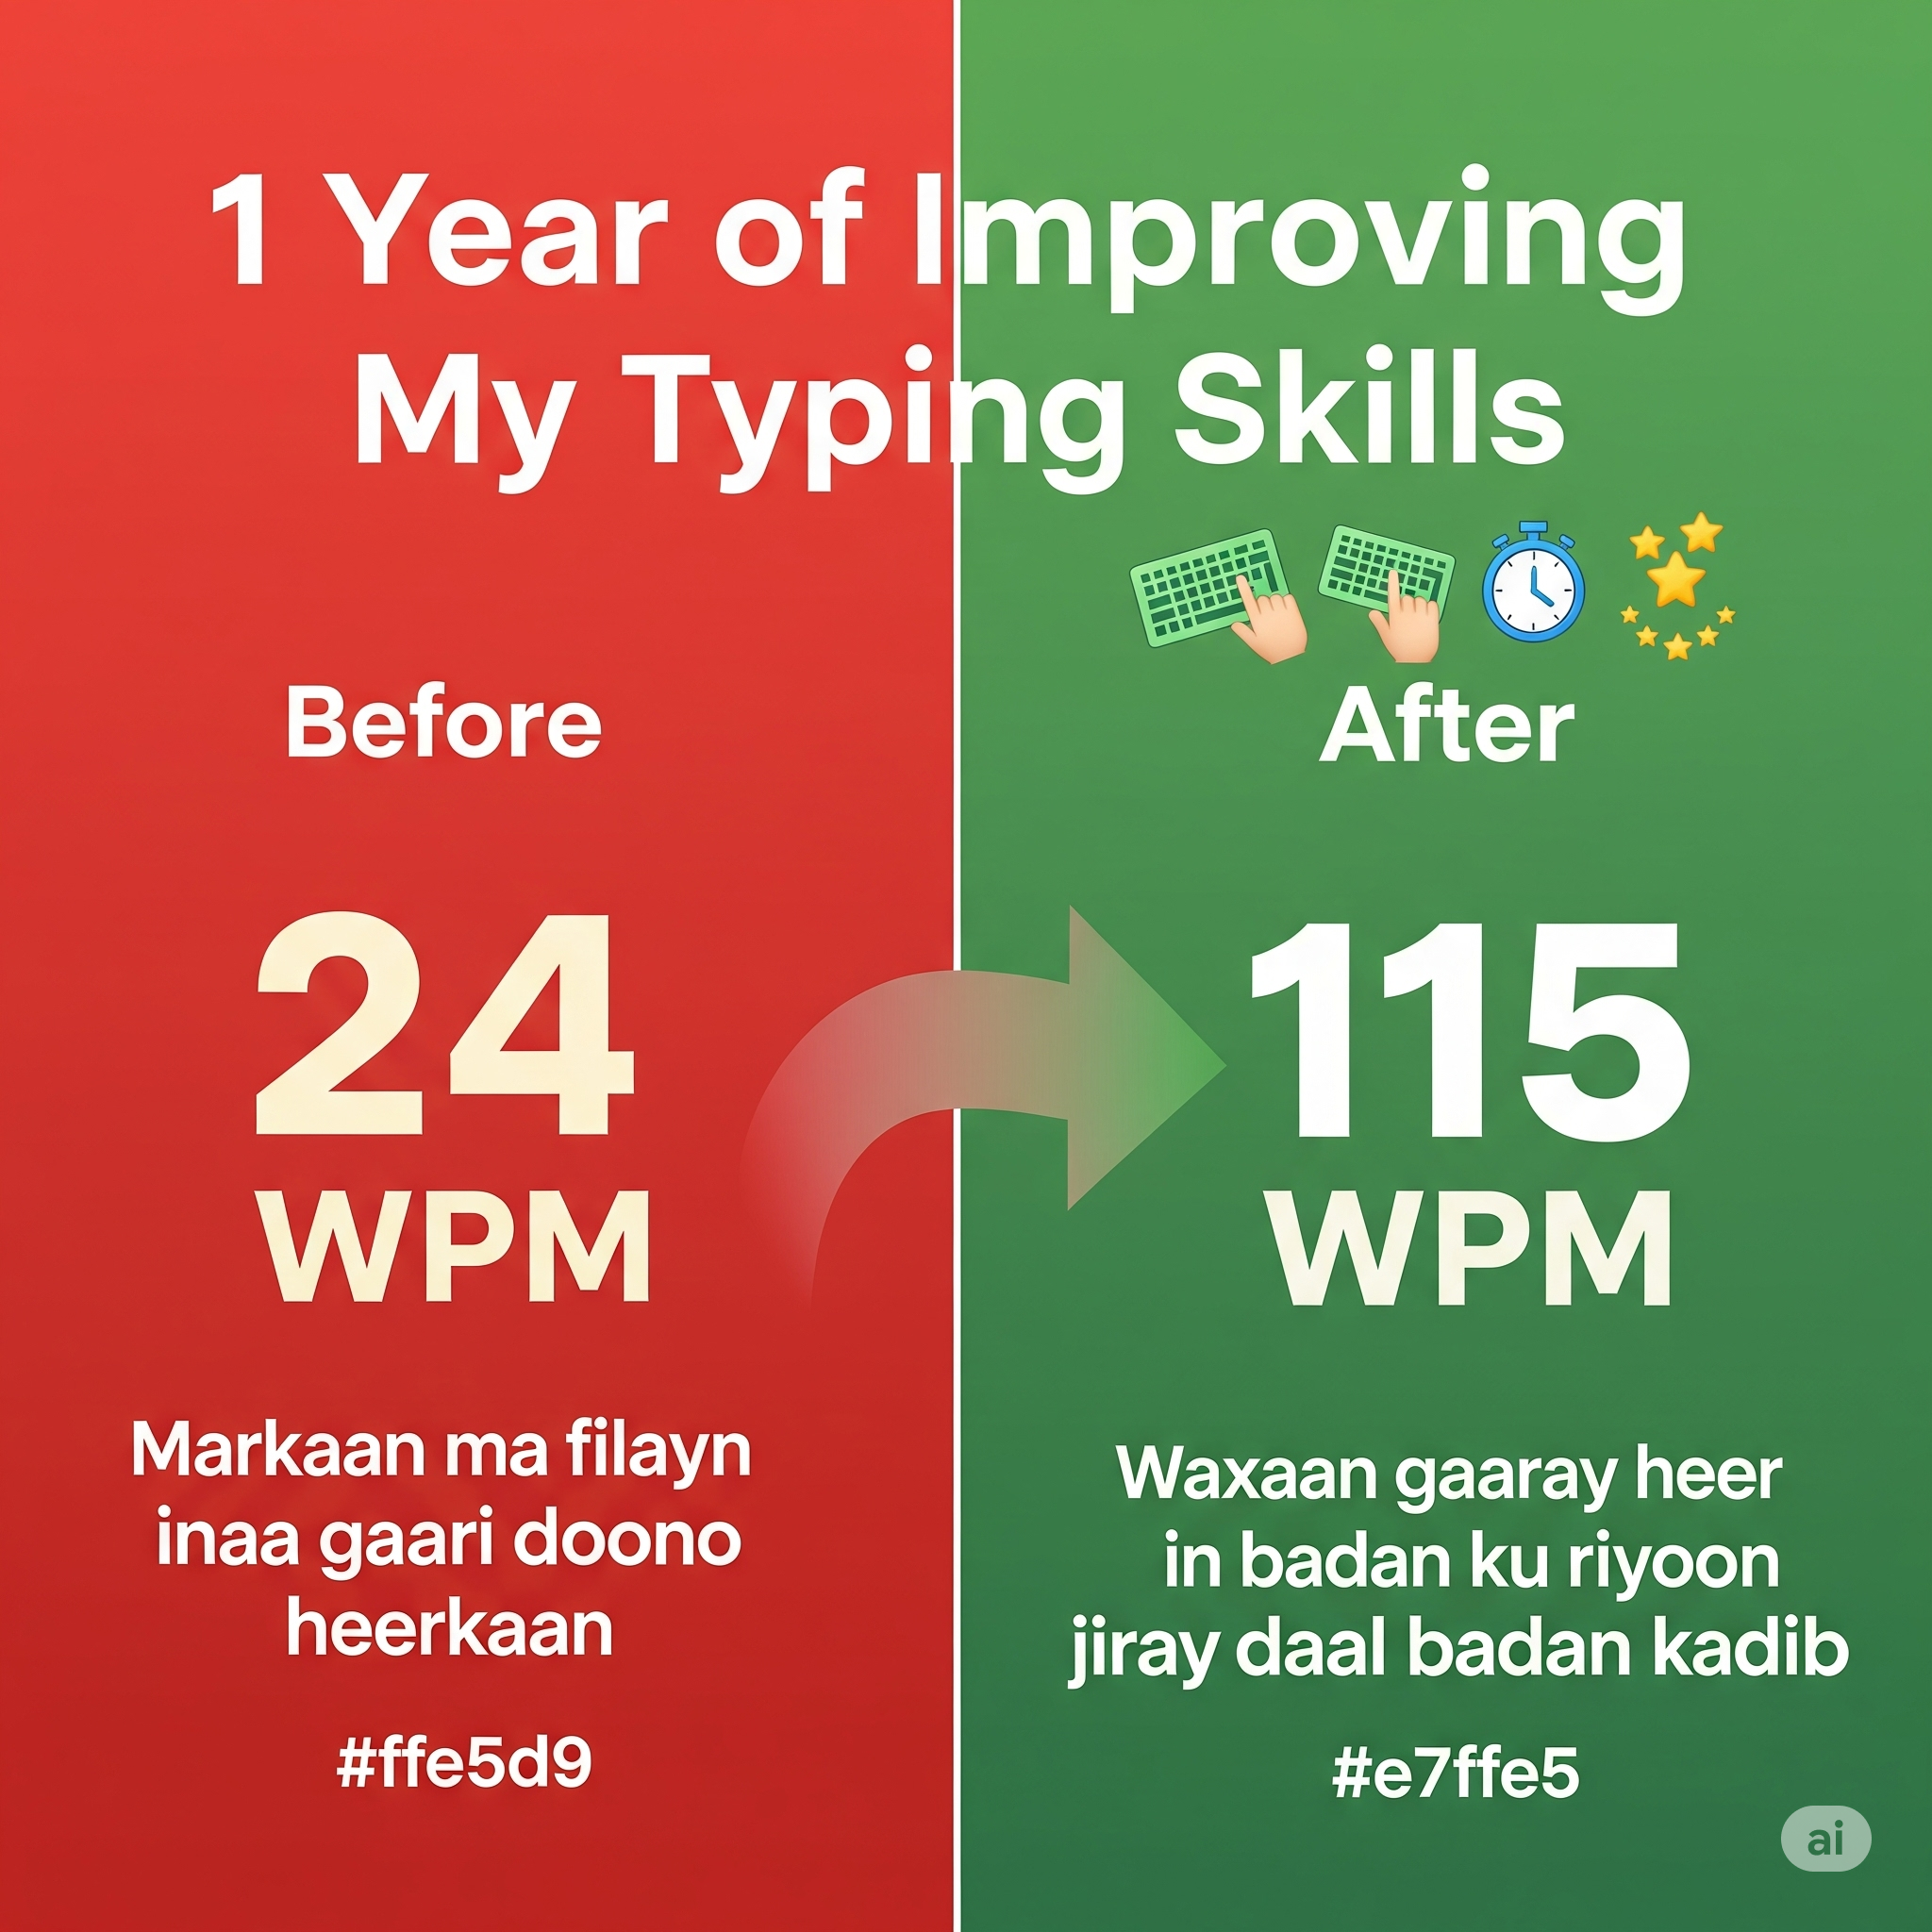 1 Year of Improving
My Typing Skills
Before
24
WPM
Markaan ma filayn
inaa gaari doono
heerkaan
#ffe5d9
After
115
WPM
Waxaan gaaray heer
in badan ku riyoon
jiray daal badan kadib
#e7ffe5
ai